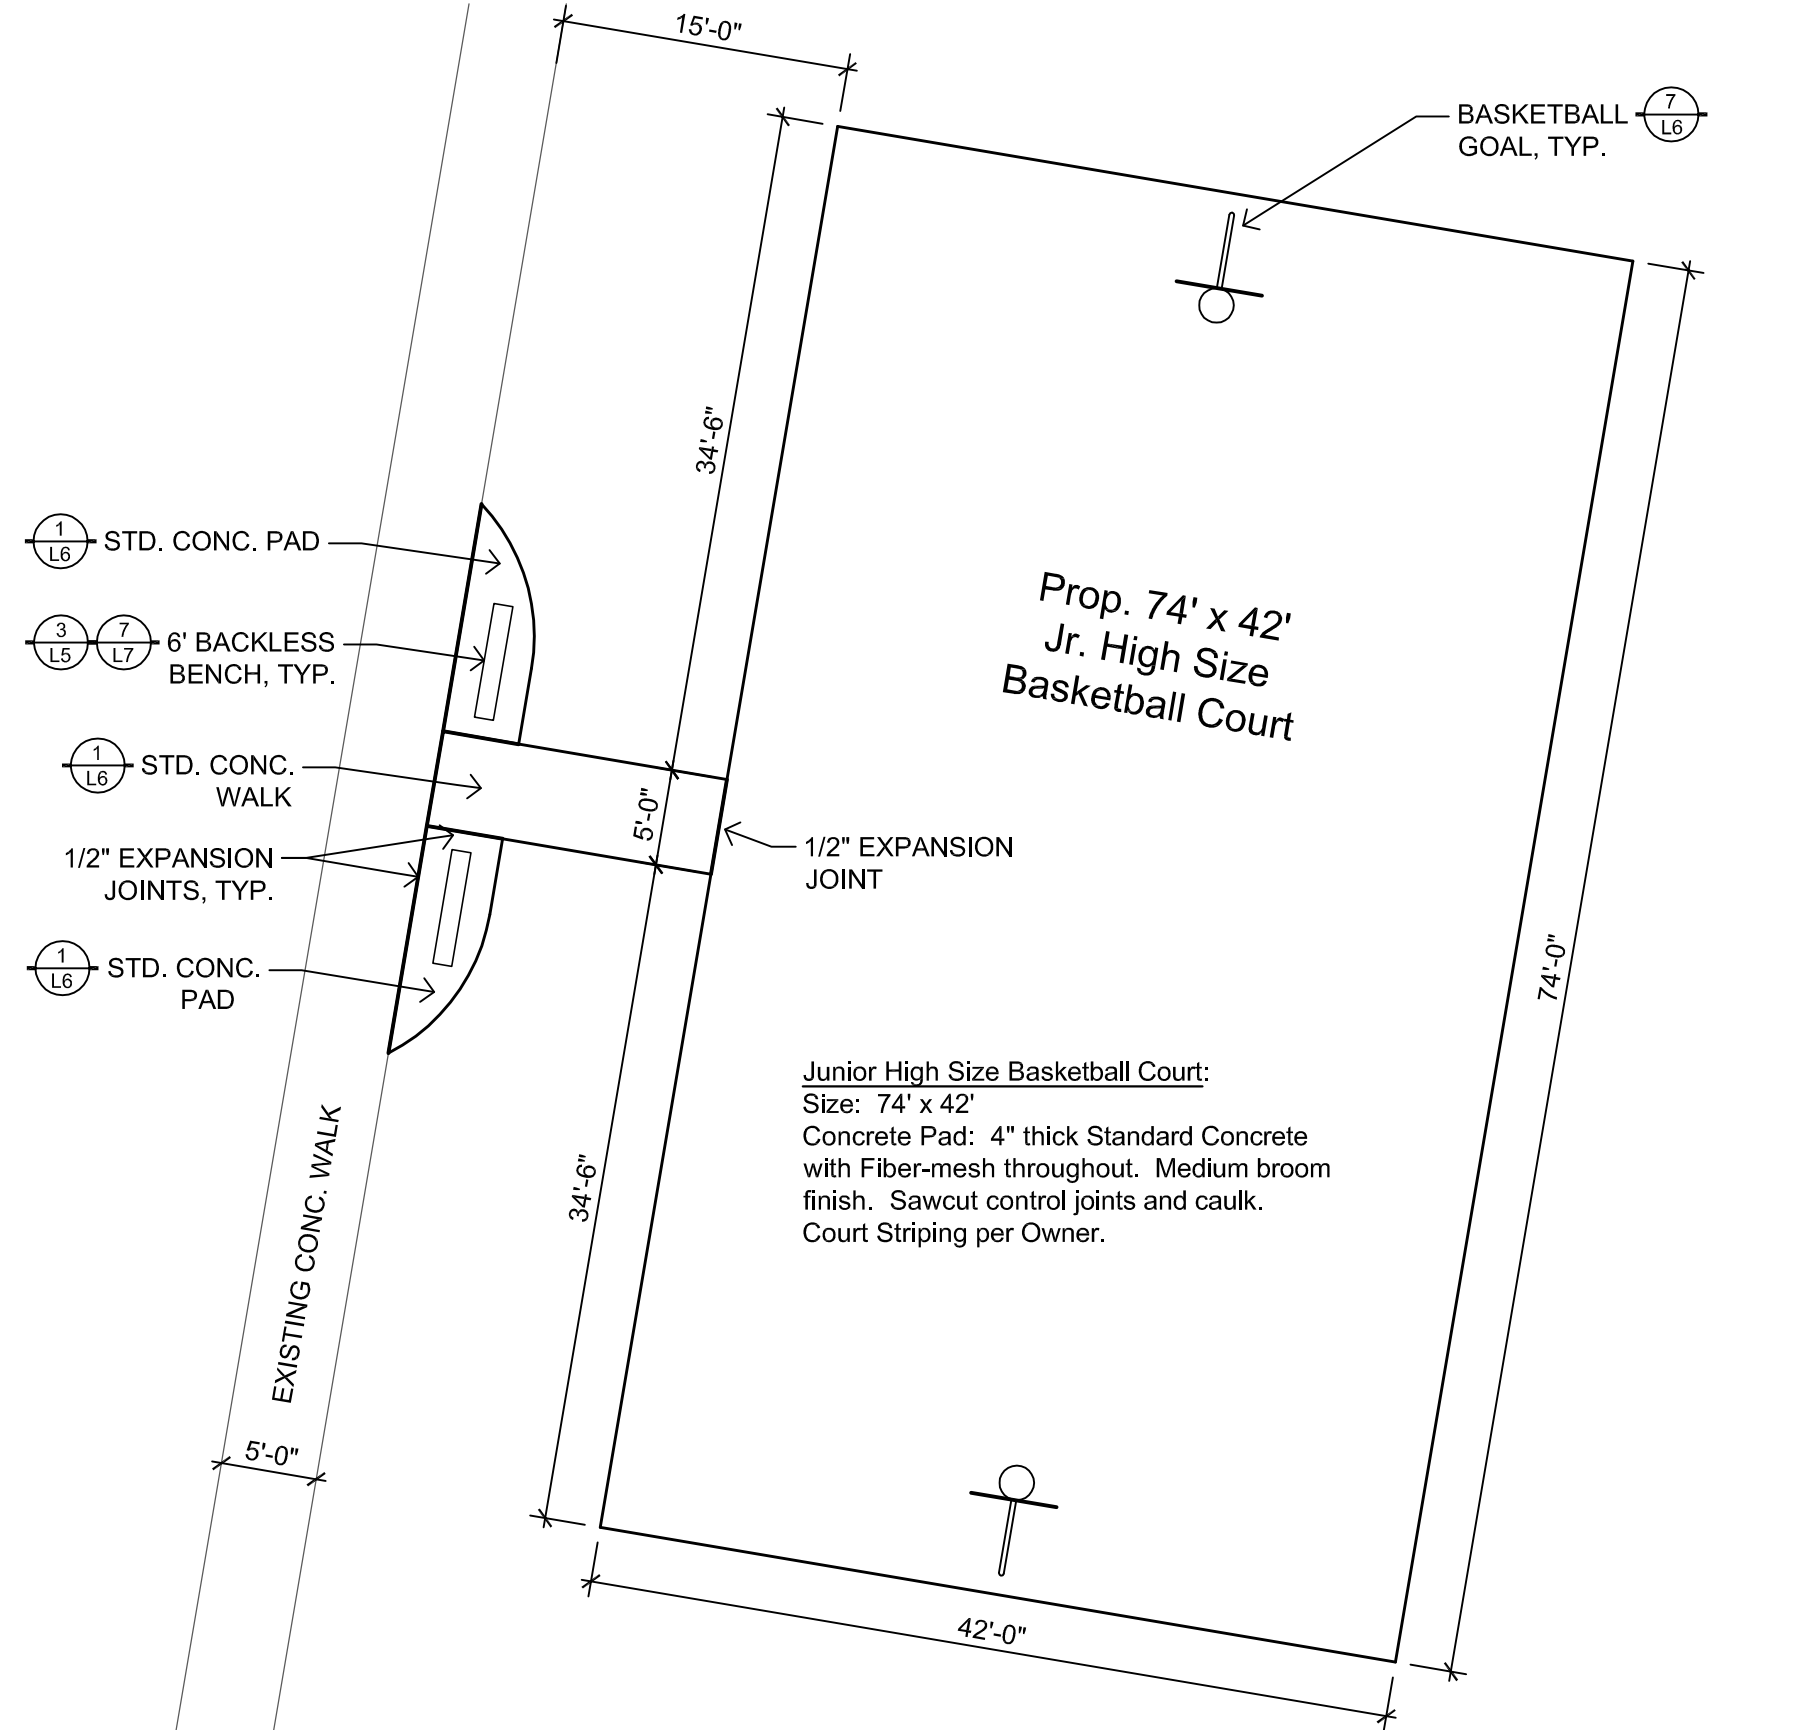 15'-0"
BASKETBALL
GOAL, TYP.
7
L6
34'-6"
1
L6
STD. CONC. PAD
3
L5
7
L7
6' BACKLESS
BENCH, TYP.
Prop. 74' x 42'
Jr. High Size
Basketball Court
1
L6
STD. CONC.
WALK
5'-0"
1/2" EXPANSION
JOINTS, TYP.
1/2" EXPANSION
JOINT
1
L6
STD. CONC.
PAD
74'-0"
Junior High Size Basketball Court:
Size: 74' x 42'
Concrete Pad: 4" thick Standard Concrete
with Fiber-mesh throughout. Medium broom
finish. Sawcut control joints and caulk.
Court Striping per Owner.
34'-6"
EXISTING CONC. WALK
5'-0"
42'-0"